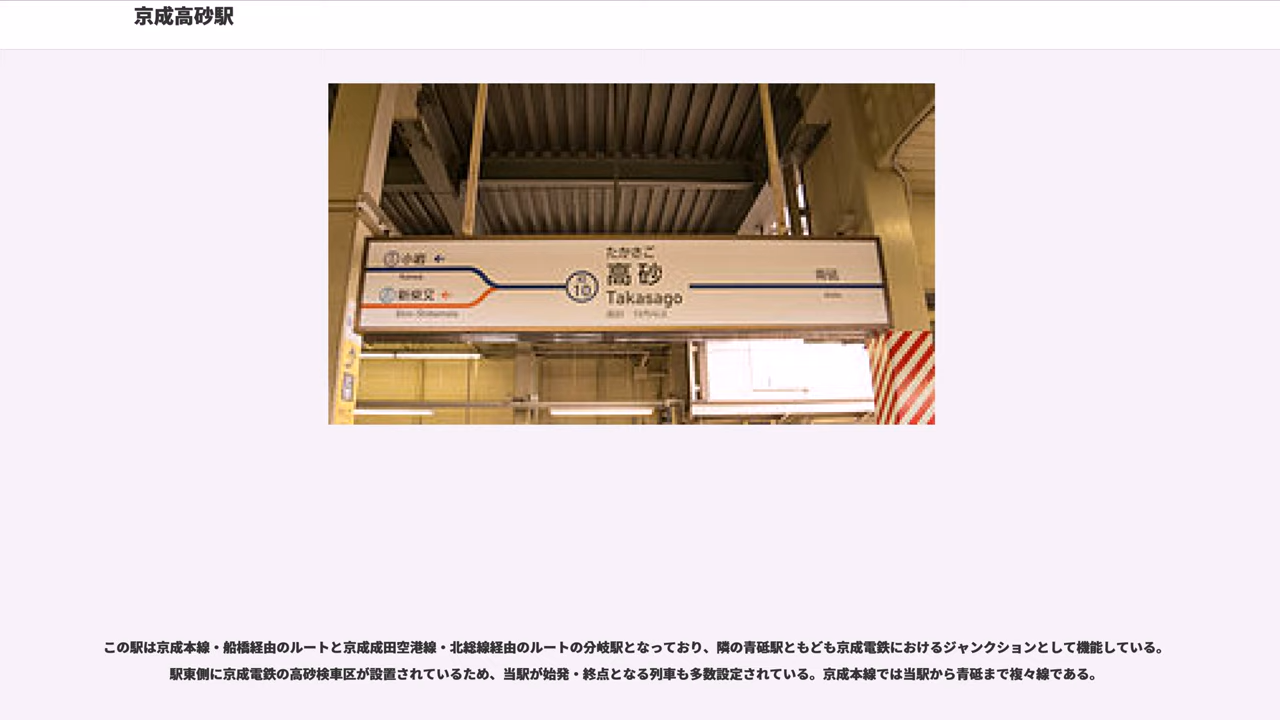 京成高砂駅
たかさご
① 小岩
高砂
10
青砥
② 新柴又
Takasago
この駅は京成本線・船橋経由のルートと京成成田空港線・北総線経由のルートの分岐駅となっており、隣の青砥駅ともども京成電鉄におけるジャンクションとして機能している。
駅東側に京成電鉄の高砂検車区が設置されているため、当駅が始発・終点となる列車も多数設定されている。京成本線では当駅から青砥まで複々線である。